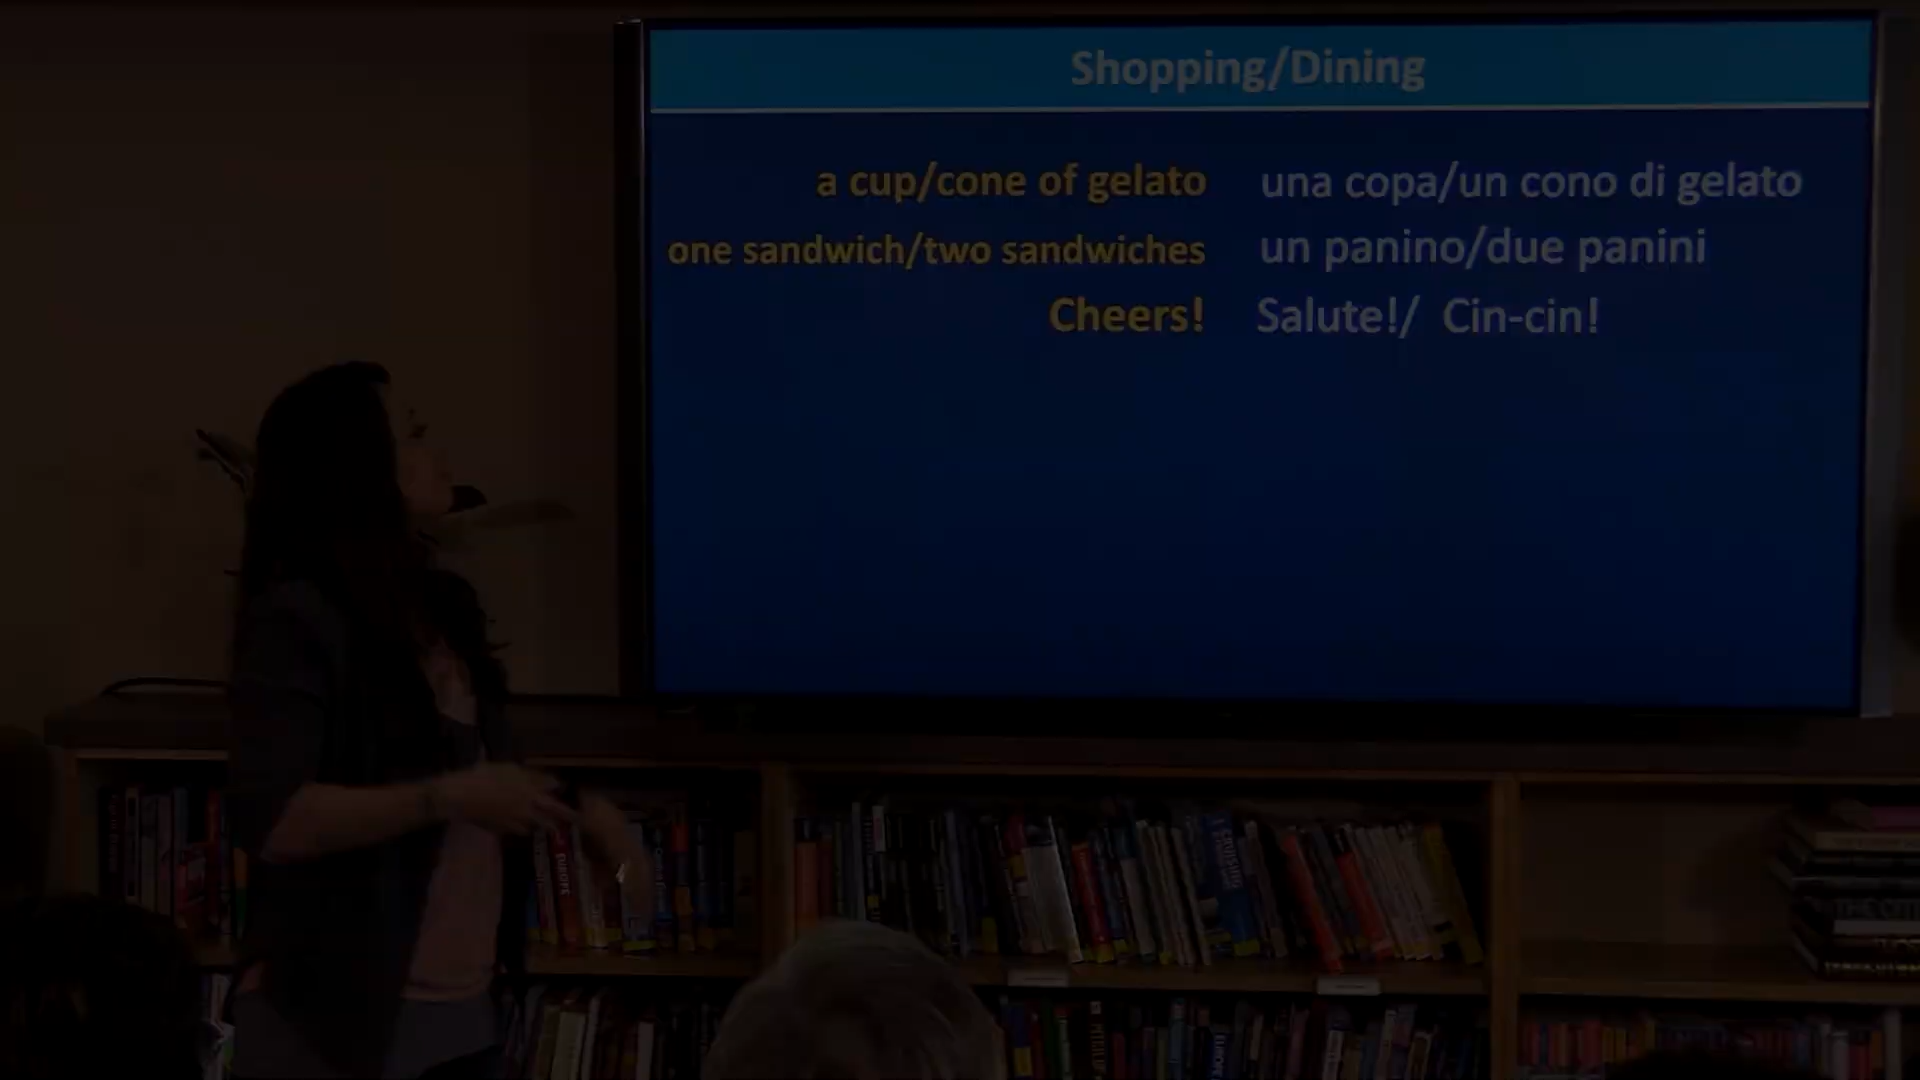 Shopping/Dining
a cup/cone of gelato una copa/un cono di gelato
one sandwich/two sandwiches un panino/due panini
Cheers! Salute!/ Cin-cin!
EUROPE